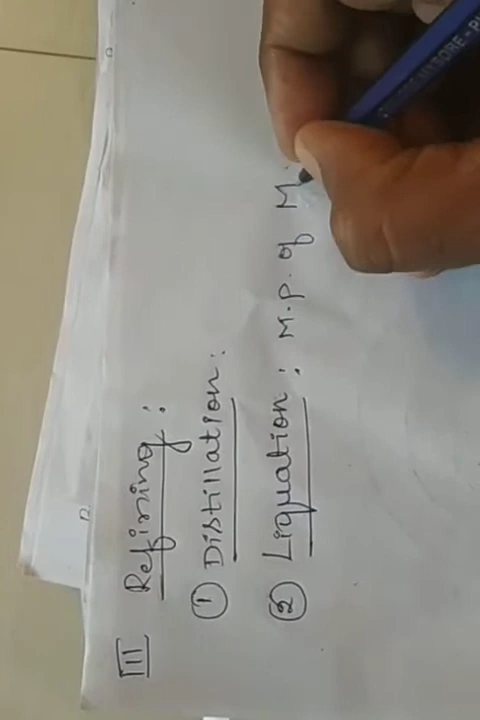 III Refining :
① Distillation :
② Liquation : M.P. of M